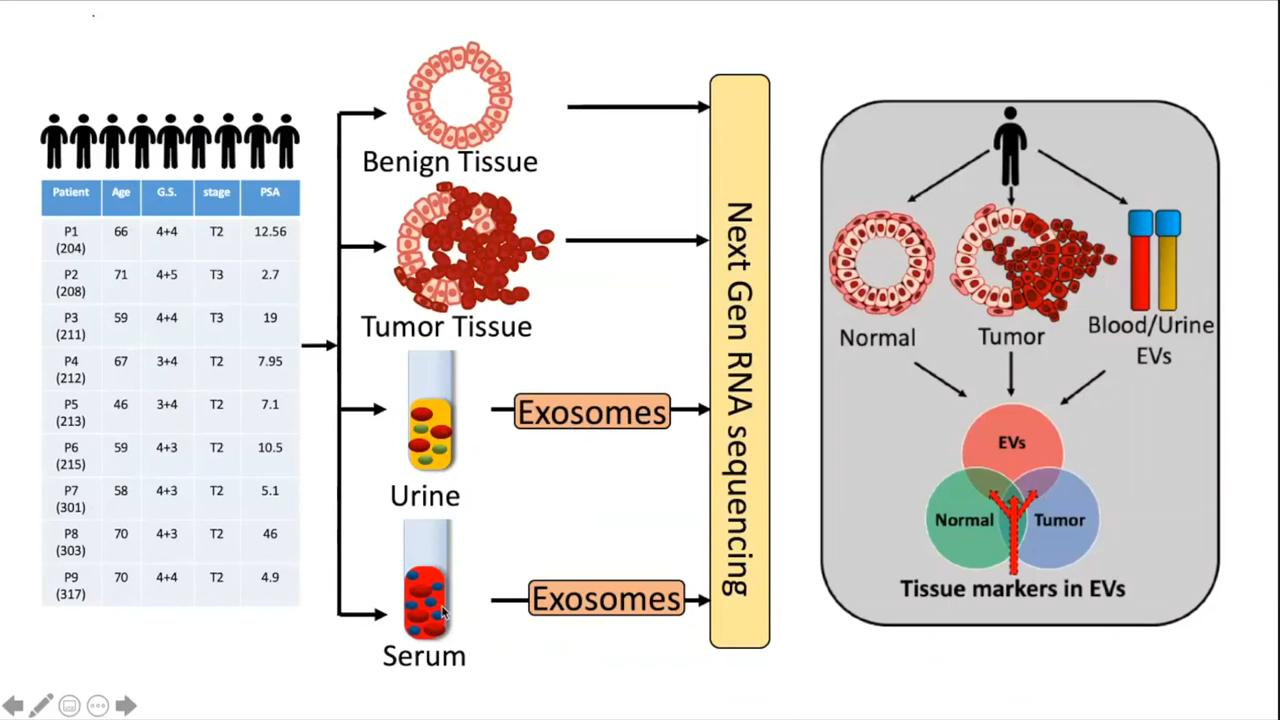 Patient Age G.S. stage PSA
P1 (204) 66 4+4 T2 12.56
P2 (208) 71 4+5 T3 2.7
P3 (211) 59 4+4 T3 19
P4 (212) 67 3+4 T2 7.95
P5 (213) 46 3+4 T2 7.1
P6 (215) 59 4+3 T2 10.5
P7 (301) 58 4+3 T2 5.1
P8 (303) 70 4+3 T2 46
P9 (317) 70 4+4 T2 4.9
Benign Tissue
Tumor Tissue
Urine
Serum
Exosomes
Exosomes
Next Gen RNA sequencing
Normal
Tumor
Blood/Urine
EVs
EVs
Normal
Tumor
Tissue markers in EVs